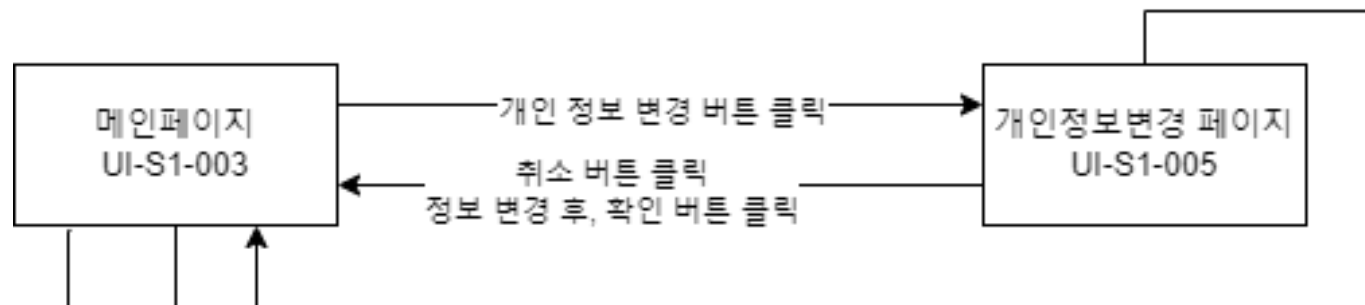 메인페이지
UI-S1-003
개인 정보 변경 버튼 클릭
취소 버튼 클릭
정보 변경 후, 확인 버튼 클릭
개인정보변경 페이지
UI-S1-005